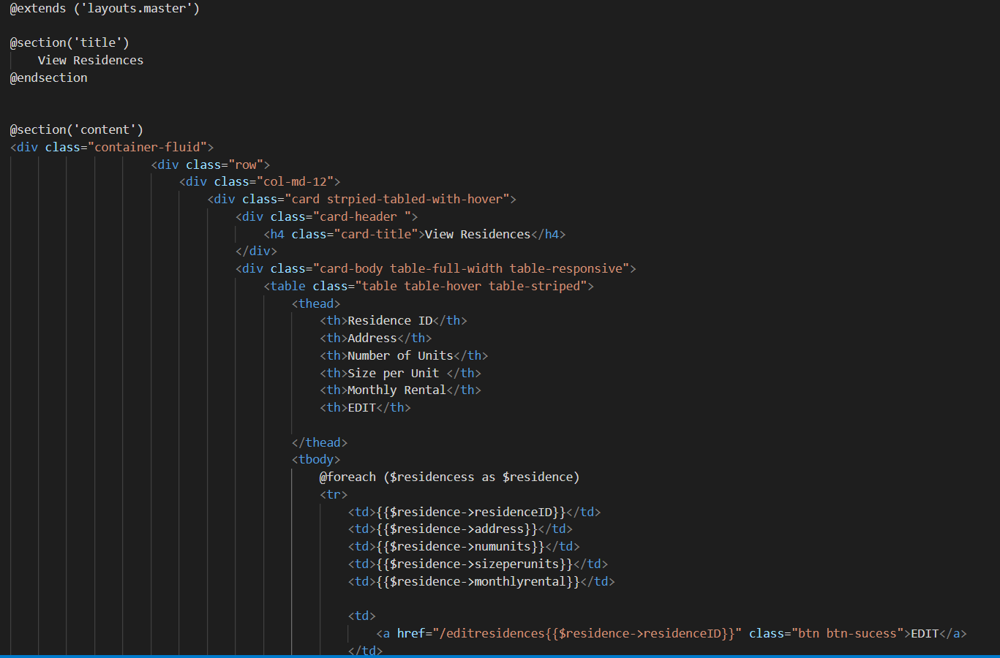 @extends ('layouts.master')
@section('title')
View Residences
@endsection
@section('content')
<div class="container-fluid">
<div class="row">
<div class="col-md-12">
<div class="card strpied-tabled-with-hover">
<div class="card-header ">
<h4 class="card-title">View Residences</h4>
</div>
<div class="card-body table-full-width table-responsive">
<table class="table table-hover table-striped">
<thead>
<th>Residence ID</th>
<th>Address</th>
<th>Number of Units</th>
<th>Size per Unit </th>
<th>Monthly Rental</th>
<th>EDIT</th>
</thead>
<tbody>
@foreach ($residencess as $residence)
<tr>
<td>{{$residence->residenceID}}</td>
<td>{{$residence->address}}</td>
<td>{{$residence->numunits}}</td>
<td>{{$residence->sizeperunits}}</td>
<td>{{$residence->monthlyrental}}</td>
<td>
<a href="/editresidences{{$residence->residenceID}}" class="btn btn-sucess">EDIT</a>
</td>